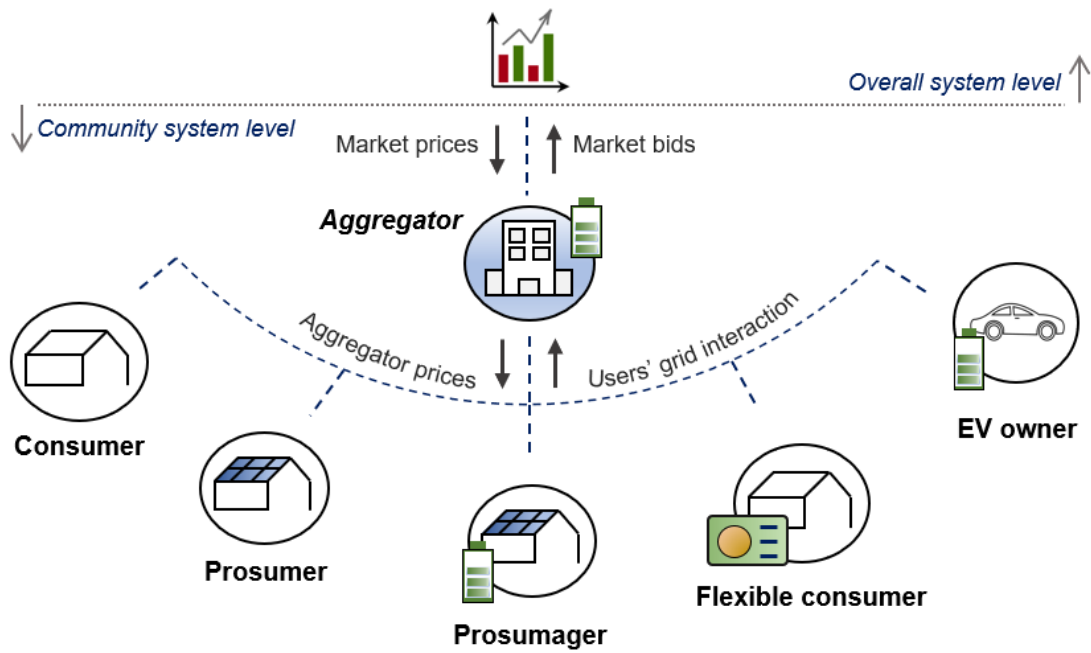 Overall system level
Community system level
Market prices
Market bids
Aggregator
Aggregator prices
Users' grid interaction
Consumer
EV owner
Prosumer
Flexible consumer
Prosumager